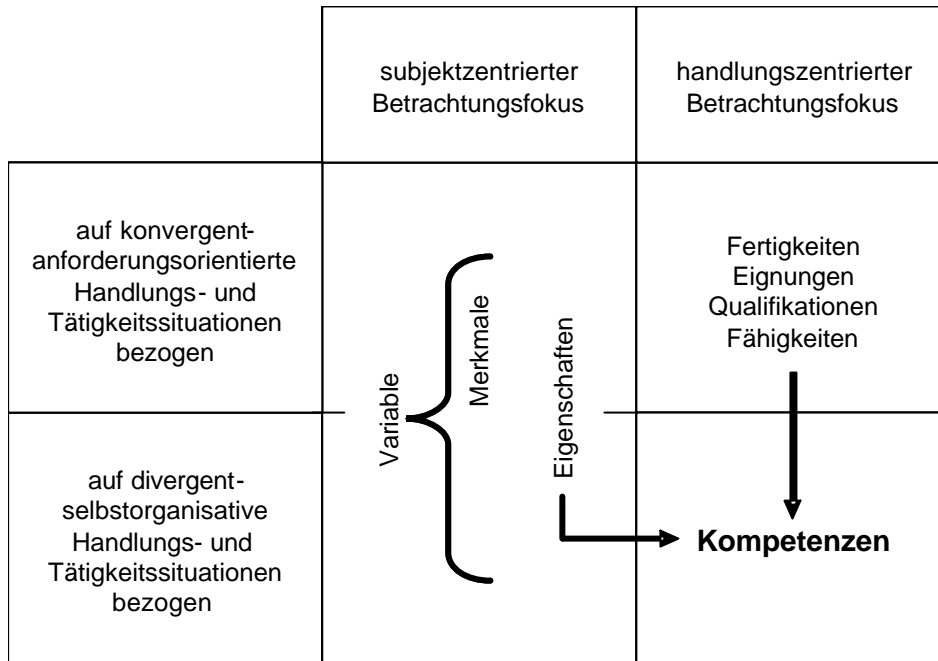 subjektzentrierter
Betrachtungsfokus
handlungszentrierter
Betrachtungsfokus
auf konvergent-
anforderungsorientierte
Handlungs- und
Tätigkeitssituationen
bezogen
Variable
Merkmale
Eigenschaften
Fertigkeiten
Eignungen
Qualifikationen
Fähigkeiten
auf divergent-
selbstorganisative
Handlungs- und
Tätigkeitssituationen
bezogen
Kompetenzen